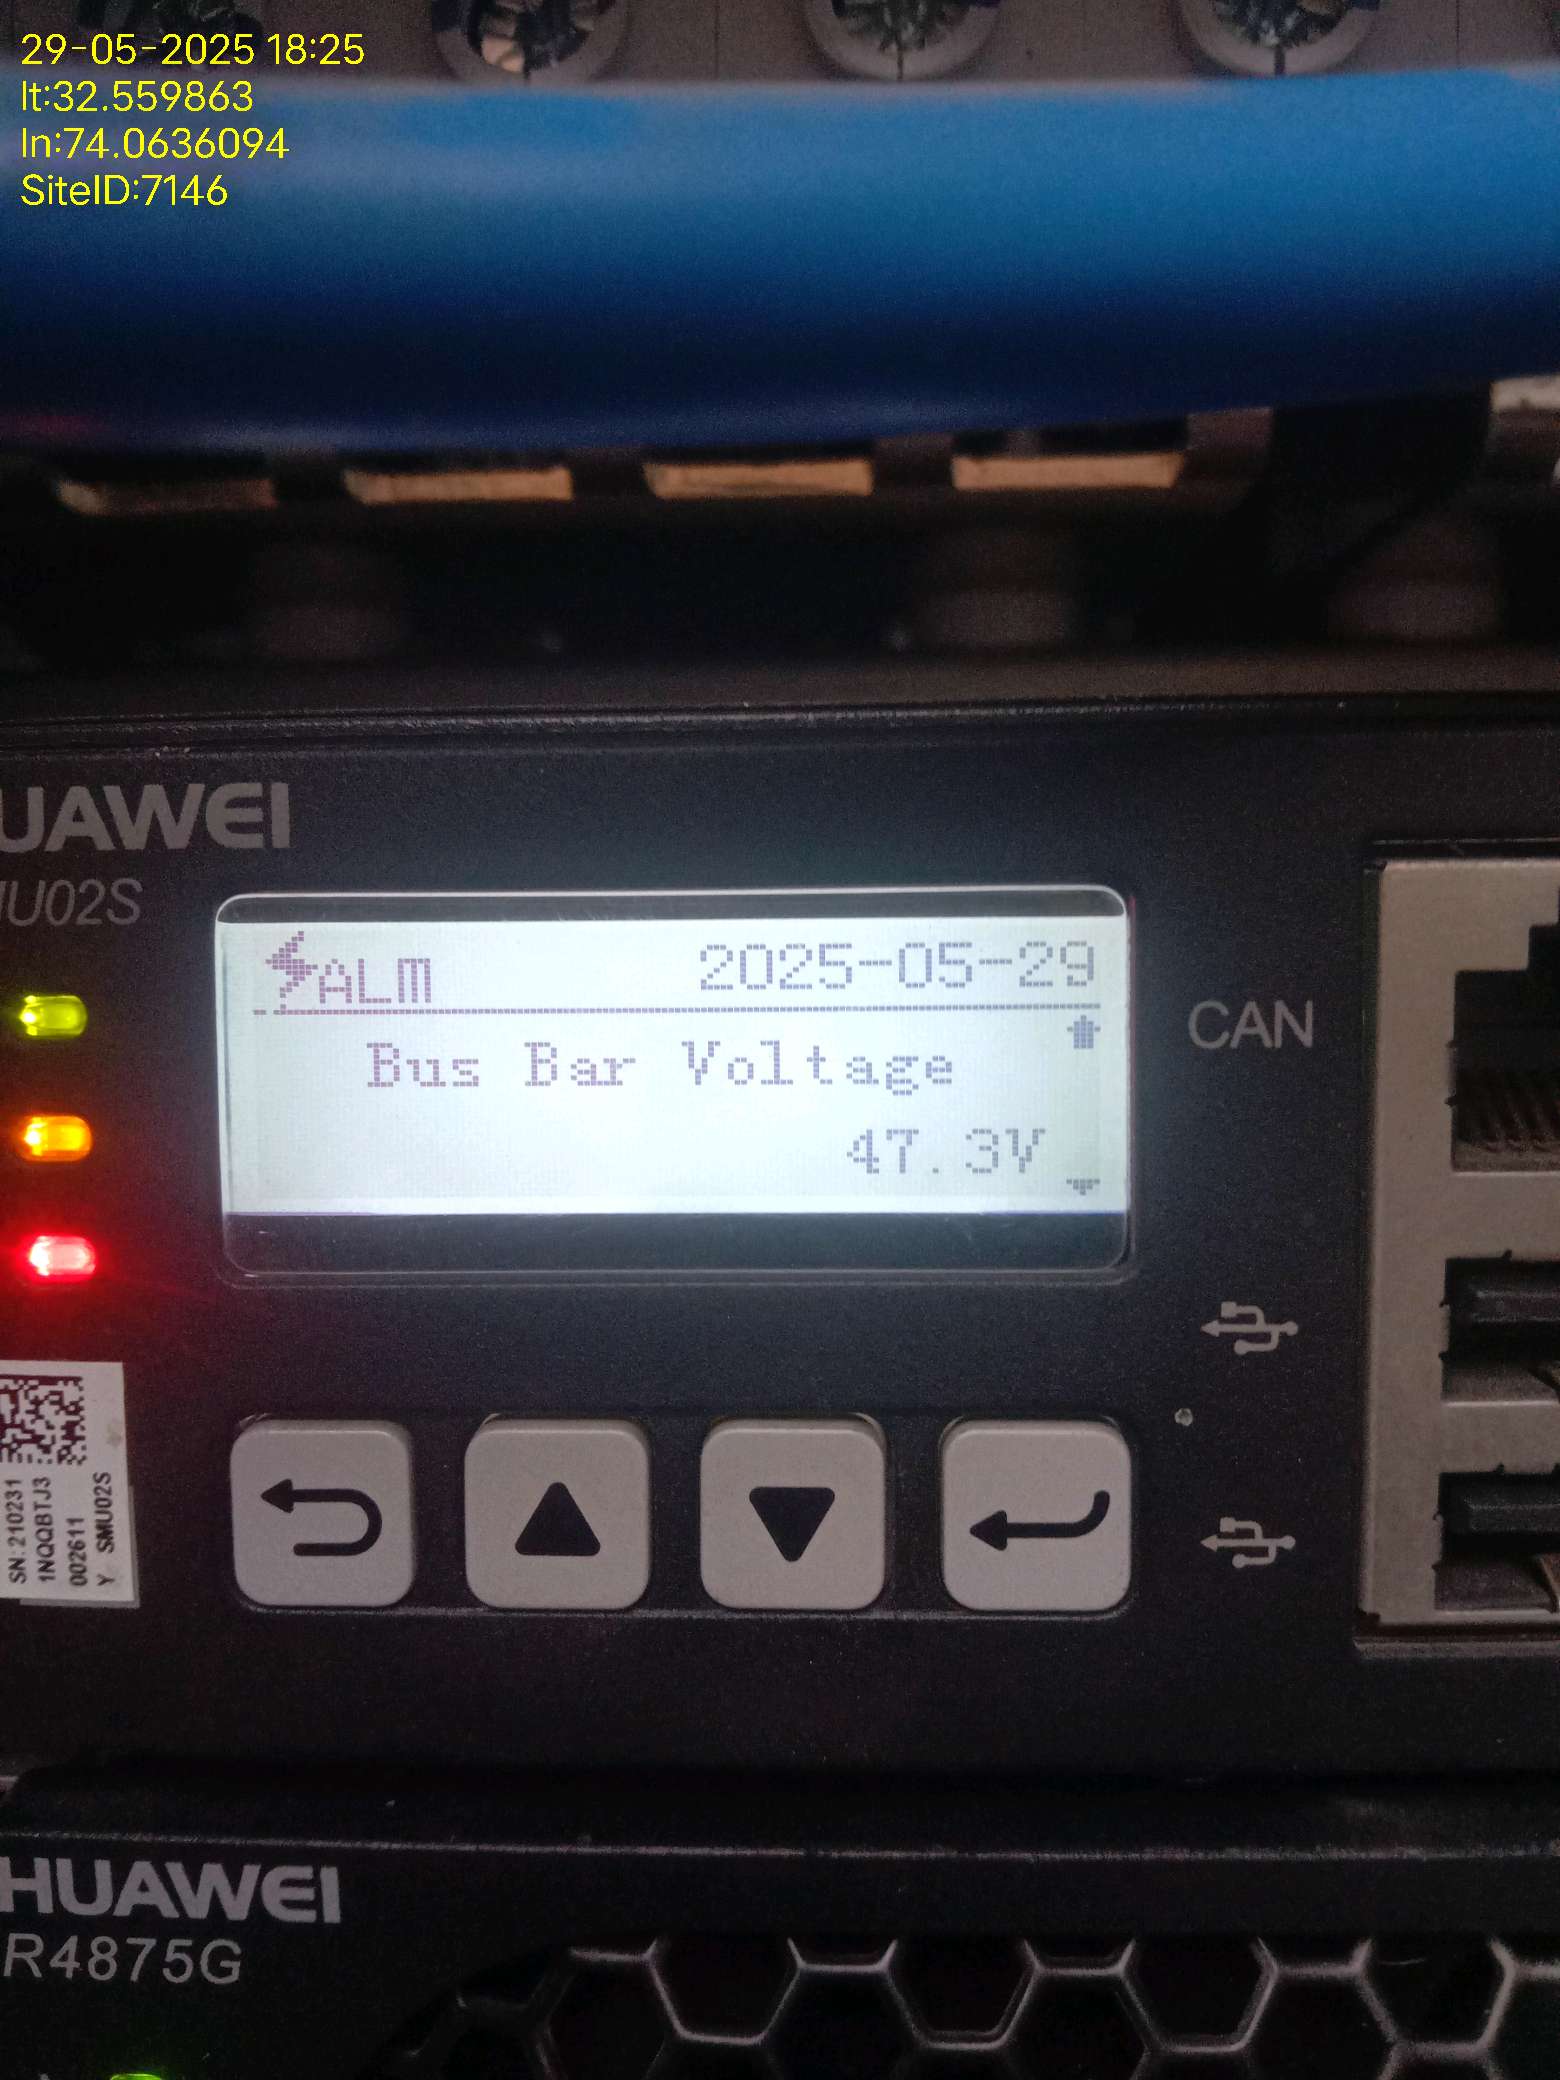 29-05-2025 18:25
lt:32.559863
ln:74.0636094
SiteID:7146
UAWEI
U02S
ALM 2025-05-29
Bus Bar Voltage
47.3V
CAN
SN:210231
1NQQBTJ3
002611
Y SMU02S
HUAWEI
R4875G